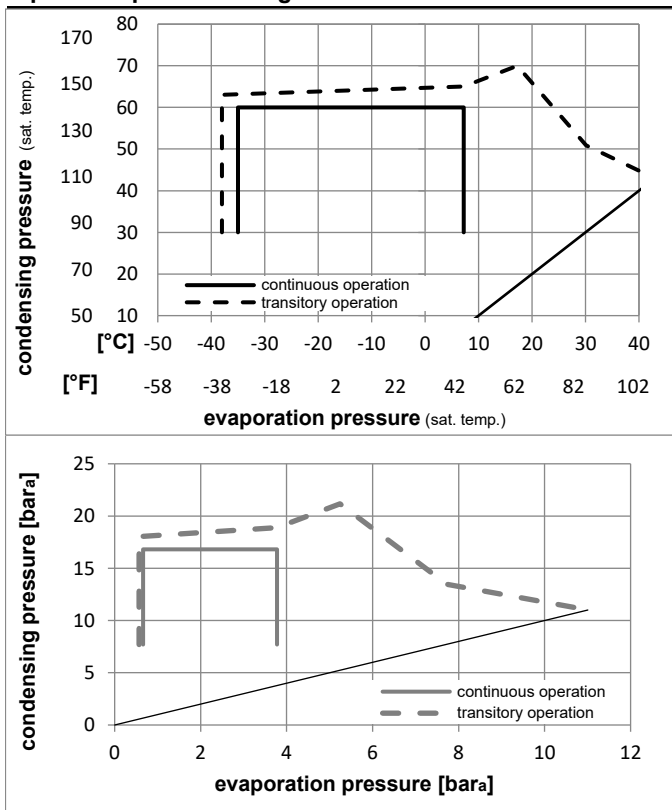 condensing pressure (sat. temp.)
170 80
70
150 60
130 50
110 40
90 30
70 20
50 10
continuous operation
transitory operation
[°C] -50 -40 -30 -20 -10 0 10 20 30 40
[°F] -58 -38 -18 2 22 42 62 82 102
evaporation pressure (sat. temp.)
condensing pressure [bara]
25
20
15
10
5
0
continuous operation
transitory operation
0 2 4 6 8 10 12
evaporation pressure [bara]